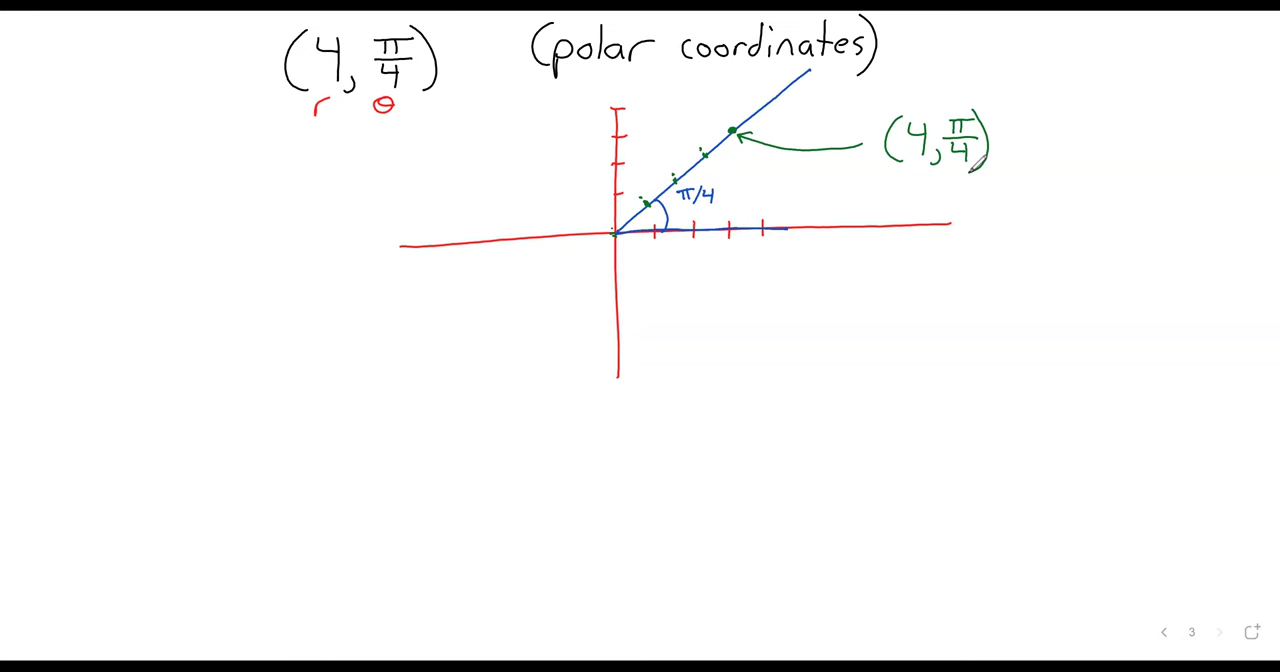 (4, π/4) (polar coordinates)
r θ
(4, π/4)
π/4
3